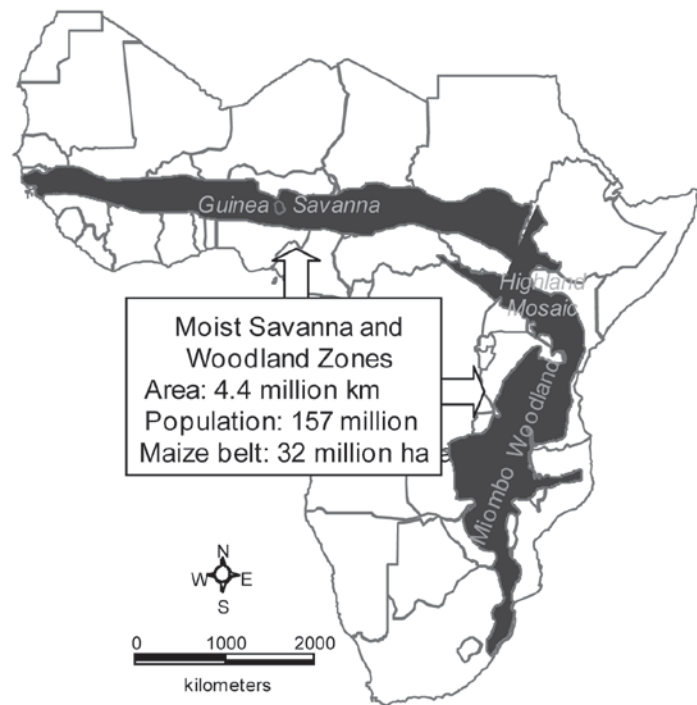 Guinea Savanna
Highland
Mosaic
Moist Savanna and
Woodland Zones
Area: 4.4 million km
Population: 157 million
Maize belt: 32 million ha
Miombo Woodland
N
W E
S
0 1000 2000
kilometers